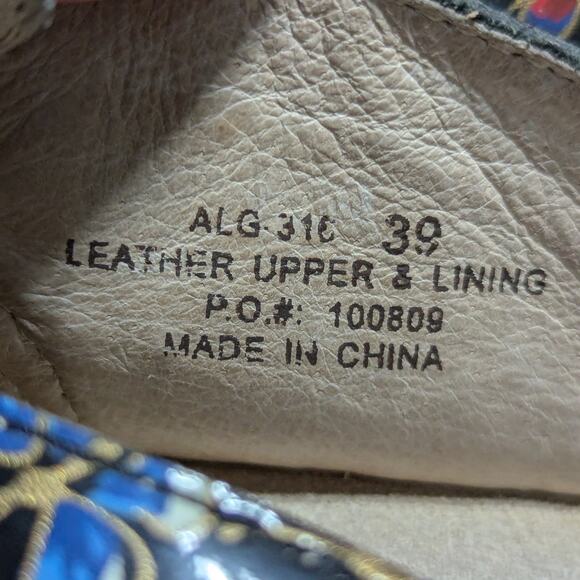 ALG-316 39
LEATHER UPPER & LINING
P.O.#: 100809
MADE IN CHINA